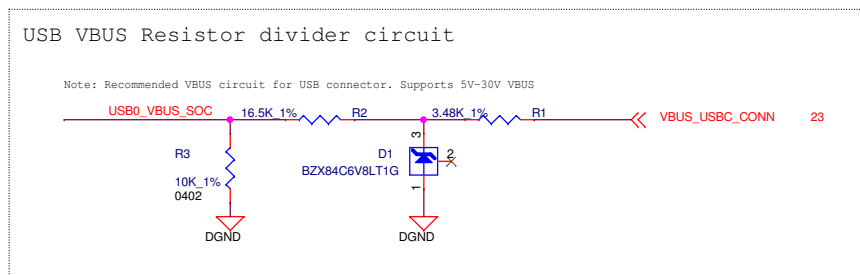 USB VBUS Resistor divider circuit
Note: Recommended VBUS circuit for USB connector. Supports 5V-30V VBUS
USB0_VBUS_SOC 16.5K_1% R2 3.48K_1% R1 VBUS_USBC_CONN 23
3
R3 D1 2
BZX84C6V8LT1G
10K_1%
0402 1
DGND DGND